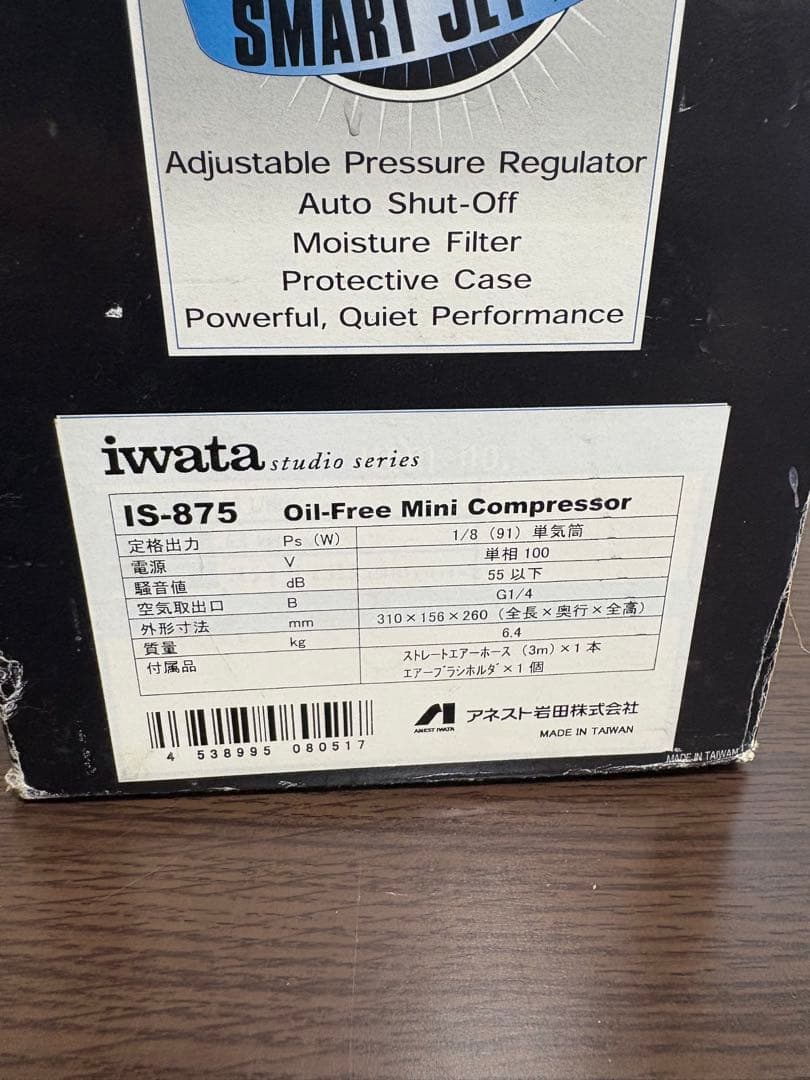 SMART JET
Adjustable Pressure Regulator
Auto Shut-Off
Moisture Filter
Protective Case
Powerful, Quiet Performance
iwata studio series
IS-875 Oil-Free Mini Compressor
定格出力 Ps (W) 1/8 (91) 単気筒
電源 V 単相 100
騒音値 dB 55 以下
空気取出口 B G1/4
外形寸法 mm 310×156×260 (全長×奥行×全高)
質量 kg 6.4
付属品 ストレートエアーホース (3m)×1 本
エアーブラシホルダ×1 個
4 538995 080517
ANEST IWATA アネスト岩田株式会社
MADE IN TAIWAN
MADE IN TAIWAN